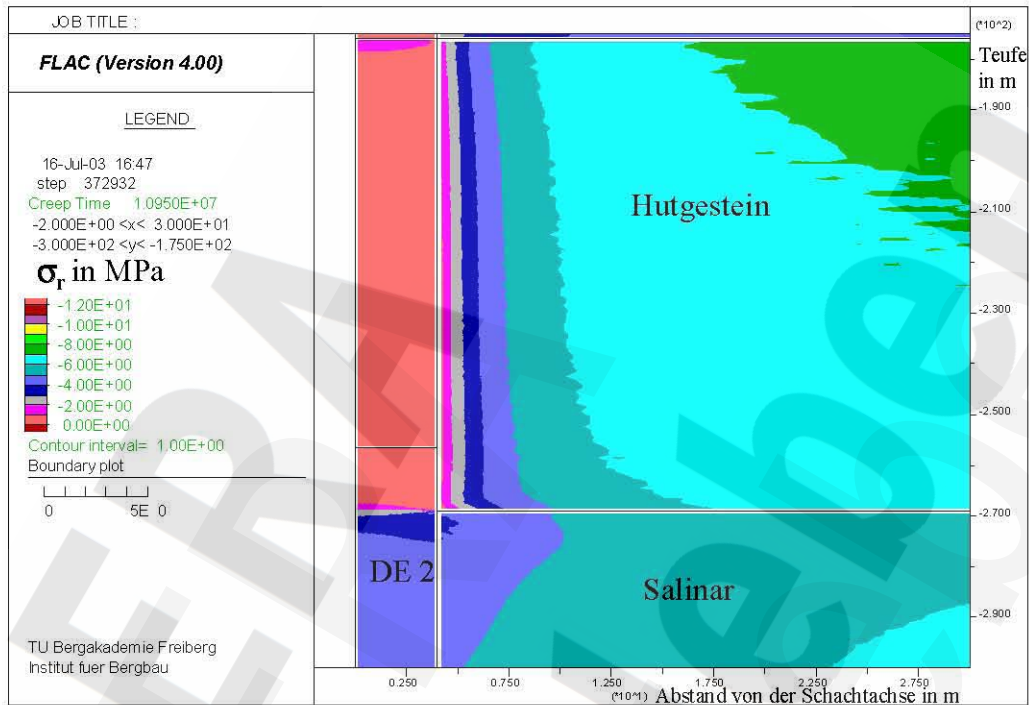 JOB TITLE :
FLAC (Version 4.00)
LEGEND
16-Jul-03 16:47
step 372932
Creep Time 1.0950E+07
-2.000E+00 <x< 3.000E+01
-3.000E+02 <y< -1.750E+02
σr in MPa
-1.20E+01
-1.00E+01
-8.00E+00
-6.00E+00
-4.00E+00
-2.00E+00
0.00E+00
Contour interval= 1.00E+00
Boundary plot
0 5E 0
TU Bergakademie Freiberg
Institut fuer Bergbau
Hutgestein
DE 2
Salinar
(*10^2)
Teufe
in m
-1.900
-2.100
-2.300
-2.500
-2.700
-2.900
0.250 0.750 1.250 1.750 2.250 2.750
(*10^1) Abstand von der Schachtachse in m